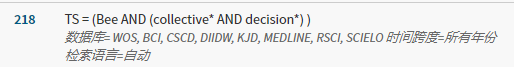 218 TS = (Bee AND (collective* AND decision*) )
数据库= WOS, BCI, CSCD, DIIDW, KJD, MEDLINE, RSCI, SCIELO 时间跨度=所有年份
检索语言=自动